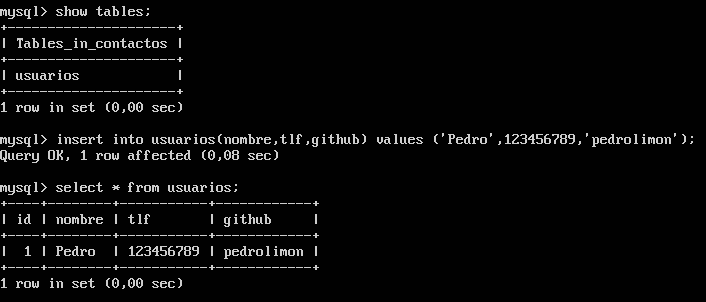 mysql> show tables;
+---------------------+
| Tables_in_contactos |
+---------------------+
| usuarios            |
+---------------------+
1 row in set (0,00 sec)

mysql> insert into usuarios(nombre,tlf,github) values ('Pedro',123456789,'pedrolimon');
Query OK, 1 row affected (0,08 sec)

mysql> select * from usuarios;
+----+--------+-----------+------------+
| id | nombre | tlf       | github     |
+----+--------+-----------+------------+
|  1 | Pedro  | 123456789 | pedrolimon |
+----+--------+-----------+------------+
1 row in set (0,00 sec)